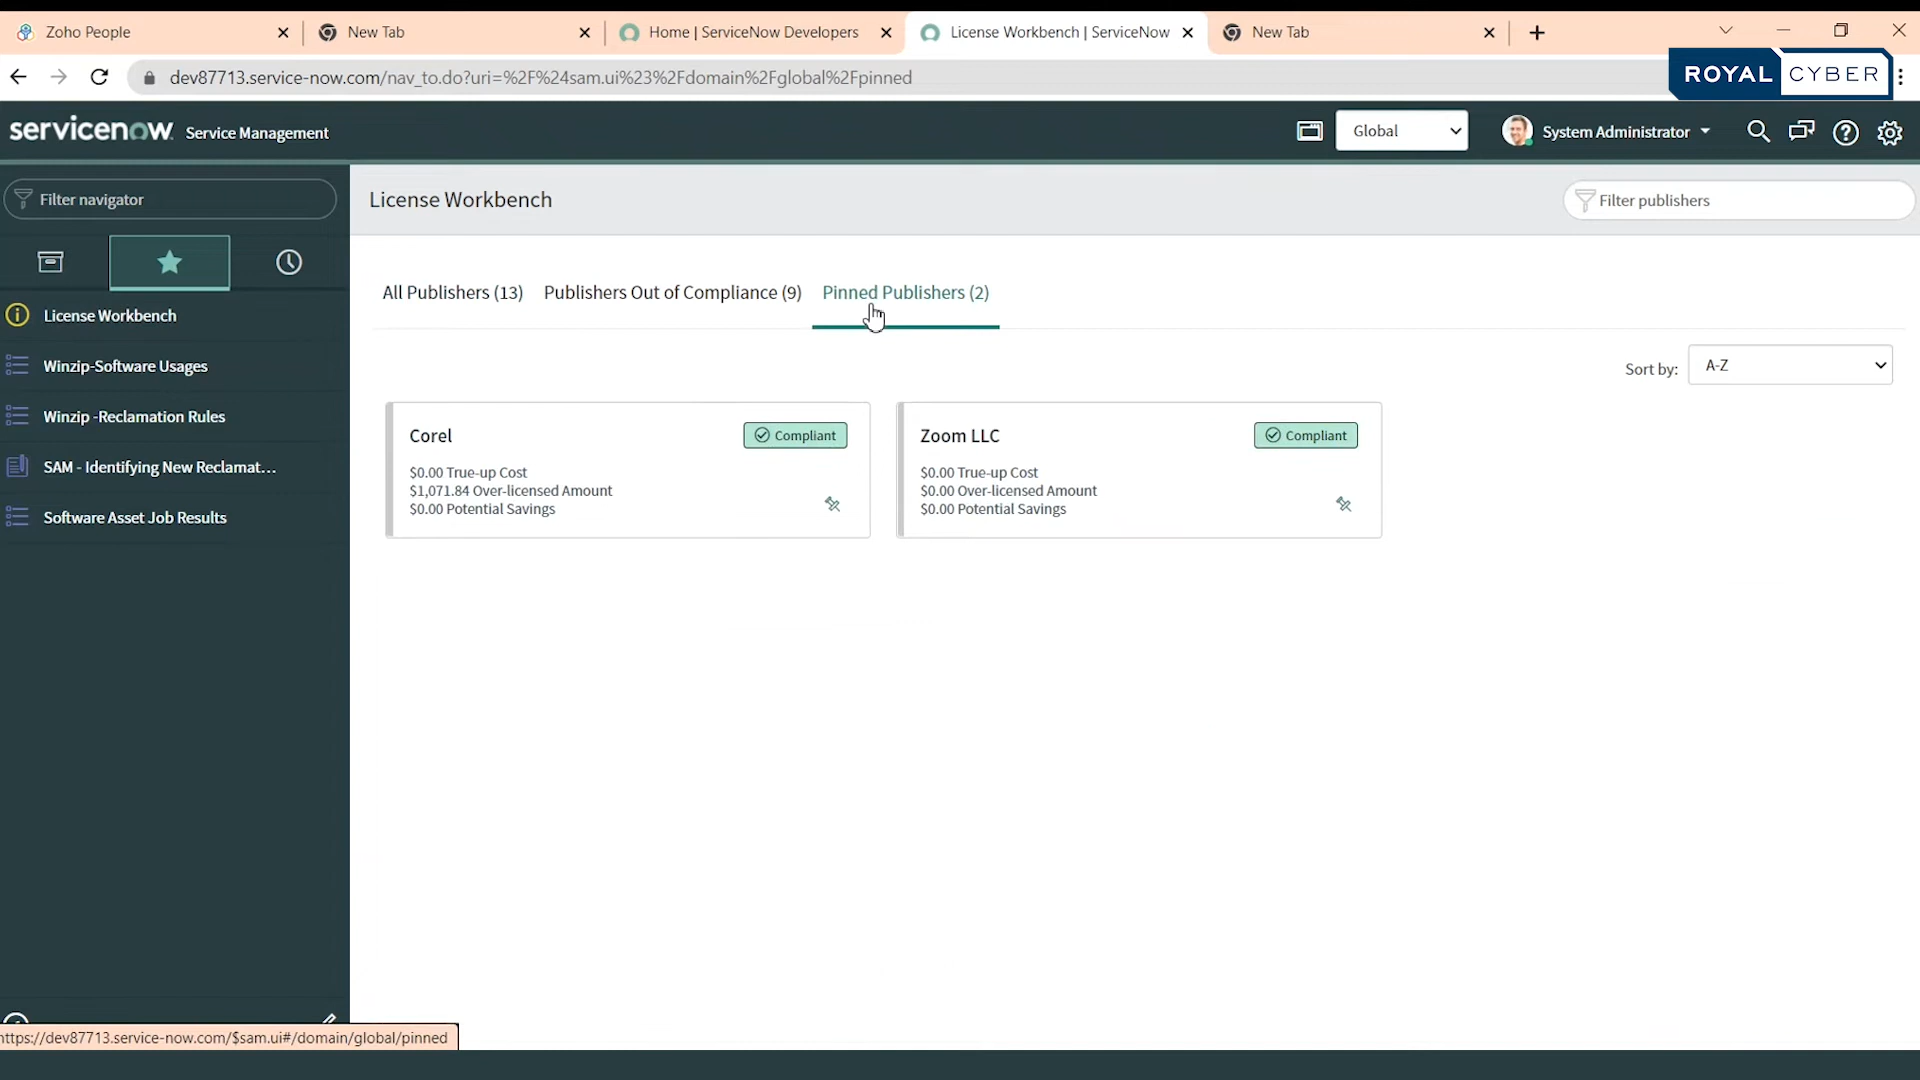 Zoho People
New Tab
Home | ServiceNow Developers
License Workbench | ServiceNow
New Tab
dev87713.service-now.com/nav_to.do?uri=%2F%24sam.ui%23%2Fdomain%2Fglobal%2Fpinned
ROYAL CYBER
servicenow Service Management
Global
System Administrator
Filter navigator
License Workbench
Filter publishers
All Publishers (13)
Publishers Out of Compliance (9)
Pinned Publishers (2)
License Workbench
Winzip-Software Usages
Winzip -Reclamation Rules
SAM - Identifying New Reclamat...
Software Asset Job Results
Sort by: A-Z
Corel
Compliant
$0.00 True-up Cost
$1,071.84 Over-licensed Amount
$0.00 Potential Savings
Zoom LLC
Compliant
$0.00 True-up Cost
$0.00 Over-licensed Amount
$0.00 Potential Savings
https://dev87713.service-now.com/$sam.ui#/domain/global/pinned